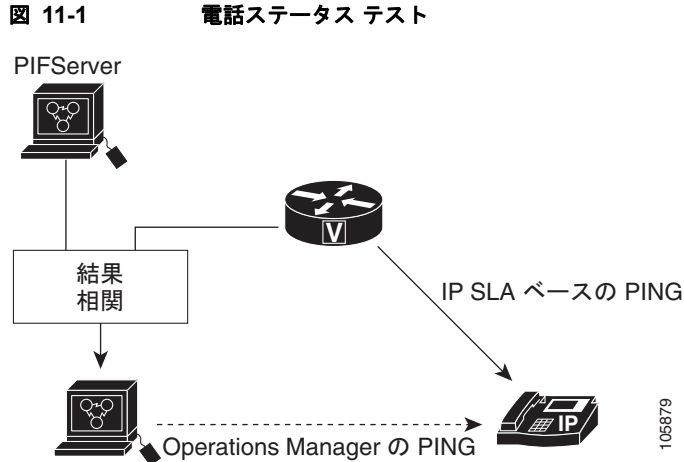 図 11-1 電話ステータス テスト
PIFServer
V
結果
相関
IP SLA ベースの PING
IP
Operations Manager の PING
105879